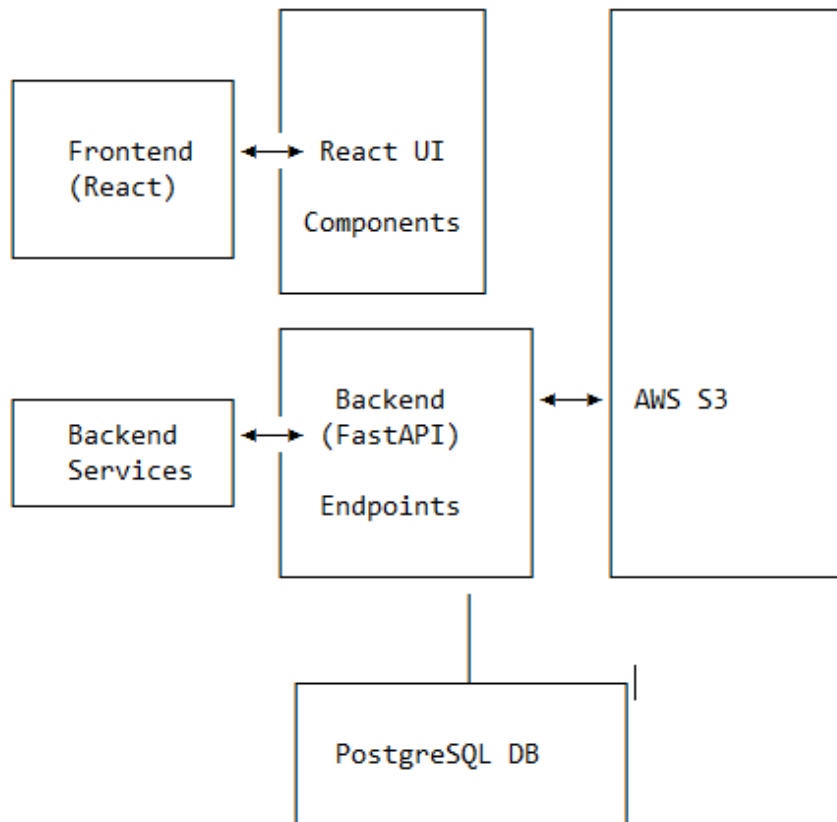 Frontend
(React)
React UI
Components
Backend
Services
Backend
(FastAPI)
Endpoints
AWS S3
PostgreSQL DB